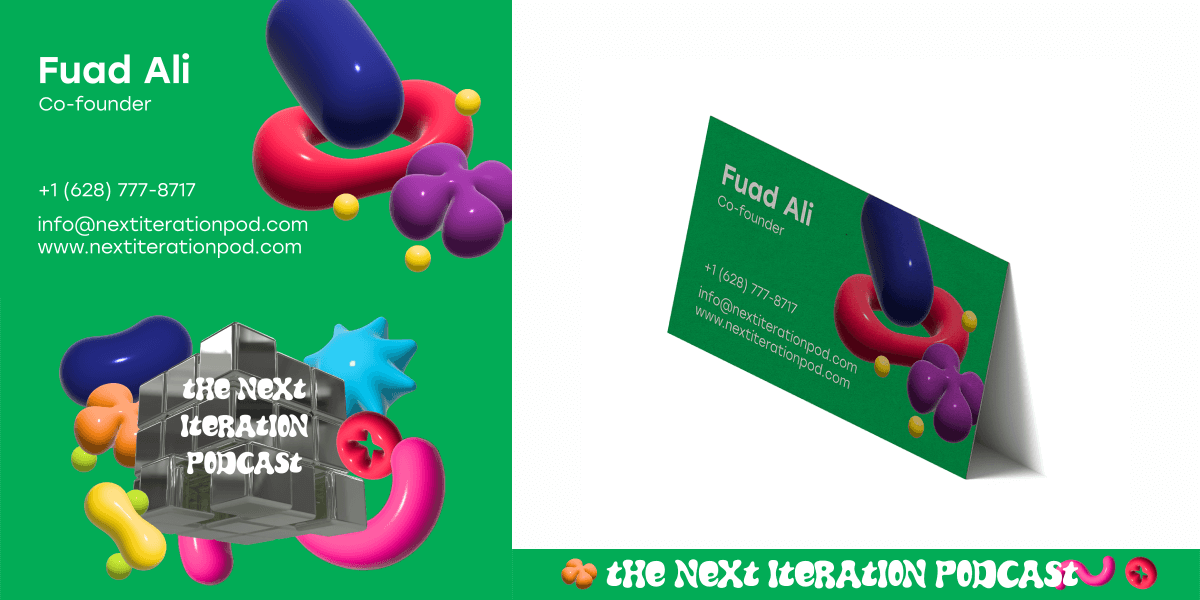 Fuad Ali
Co-founder
+1 (628) 777-8717
info@nextiterationpod.com
www.nextiterationpod.com
tHe NeXt
IteRAtION
PODCASt
Fuad Ali
Co-founder
+1 (628) 777-8717
info@nextiterationpod.com
www.nextiterationpod.com
tHe NeXt IteRAtION PODCASt